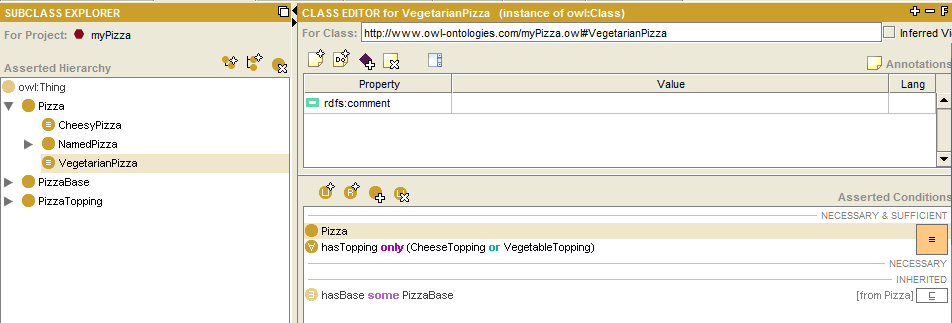 SUBCLASS EXPLORER
For Project: myPizza
Asserted Hierarchy
owl:Thing
Pizza
CheesyPizza
NamedPizza
VegetarianPizza
PizzaBase
PizzaTopping
CLASS EDITOR for VegetarianPizza (instance of owl:Class)
For Class: http://www.owl-ontologies.com/myPizza.owl#VegetarianPizza Inferred Vi
Annotations
Property Value Lang
rdfs:comment
Asserted Conditions
NECESSARY & SUFFICIENT
Pizza
hasTopping only (CheeseTopping or VegetableTopping)
NECESSARY
INHERITED
hasBase some PizzaBase [from Pizza]